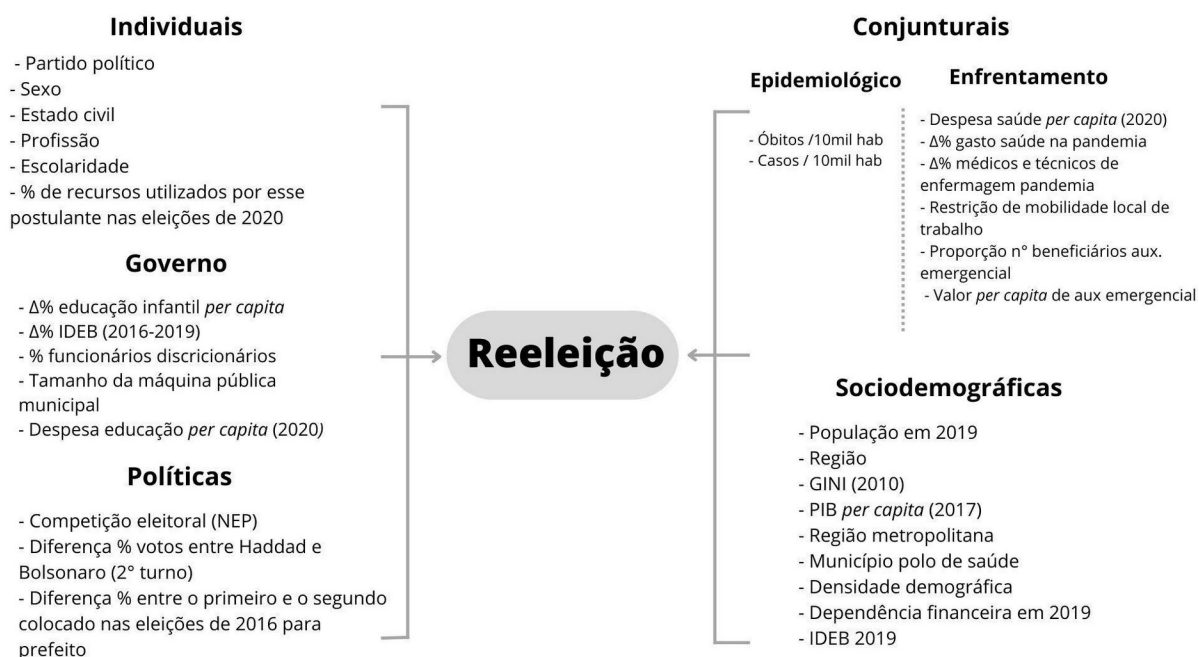 Individuais
- Partido político
- Sexo
- Estado civil
- Profissão
- Escolaridade
- % de recursos utilizados por esse
postulante nas eleições de 2020
Governo
- Δ% educação infantil per capita
- Δ% IDEB (2016-2019)
- % funcionários discricionários
- Tamanho da máquina pública
municipal
- Despesa educação per capita (2020)
Políticas
- Competição eleitoral (NEP)
- Diferença % votos entre Haddad e
Bolsonaro (2° turno)
- Diferença % entre o primeiro e o segundo
colocado nas eleições de 2016 para
prefeito
Reeleição
Conjunturais
Epidemiológico
- Óbitos /10mil hab
- Casos / 10mil hab
Enfrentamento
- Despesa saúde per capita (2020)
- Δ% gasto saúde na pandemia
- Δ% médicos e técnicos de
enfermagem pandemia
- Restrição de mobilidade local de
trabalho
- Proporção n° beneficiários aux.
emergencial
- Valor per capita de aux emergencial
Sociodemográficas
- População em 2019
- Região
- GINI (2010)
- PIB per capita (2017)
- Região metropolitana
- Município polo de saúde
- Densidade demográfica
- Dependência financeira em 2019
- IDEB 2019